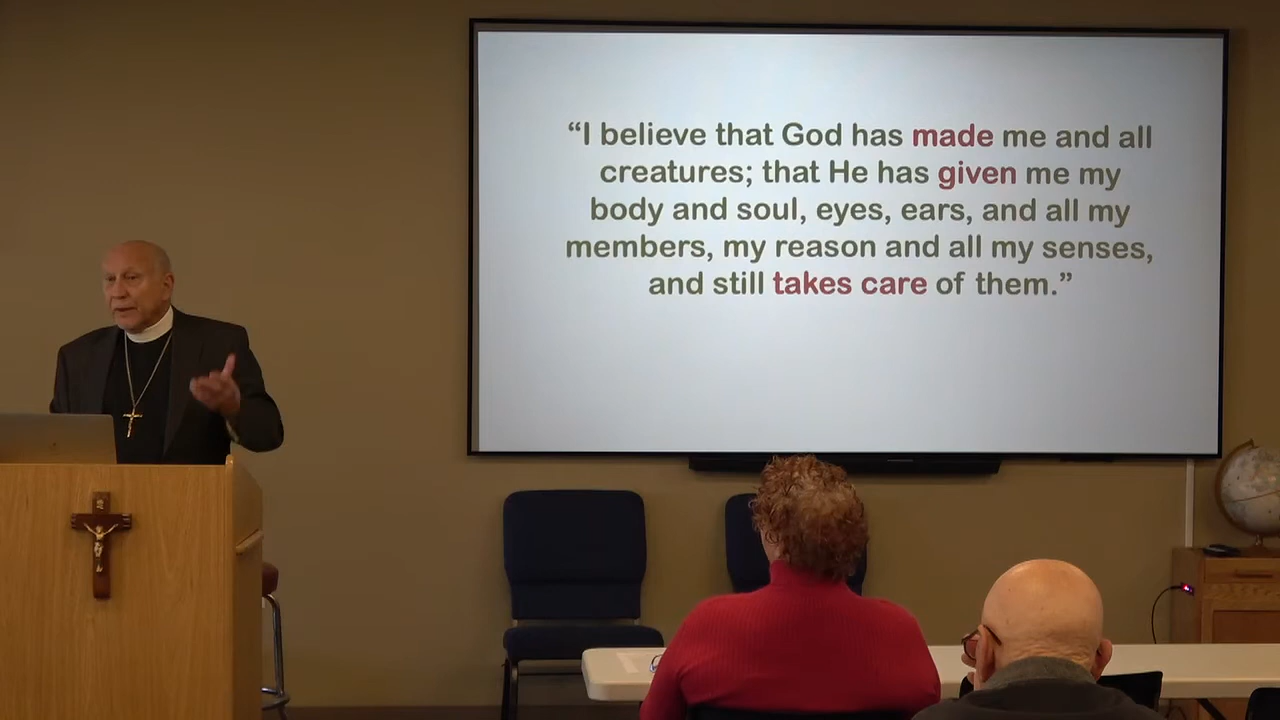 “I believe that God has made me and all
creatures; that He has given me my
body and soul, eyes, ears, and all my
members, my reason and all my senses,
and still takes care of them.”